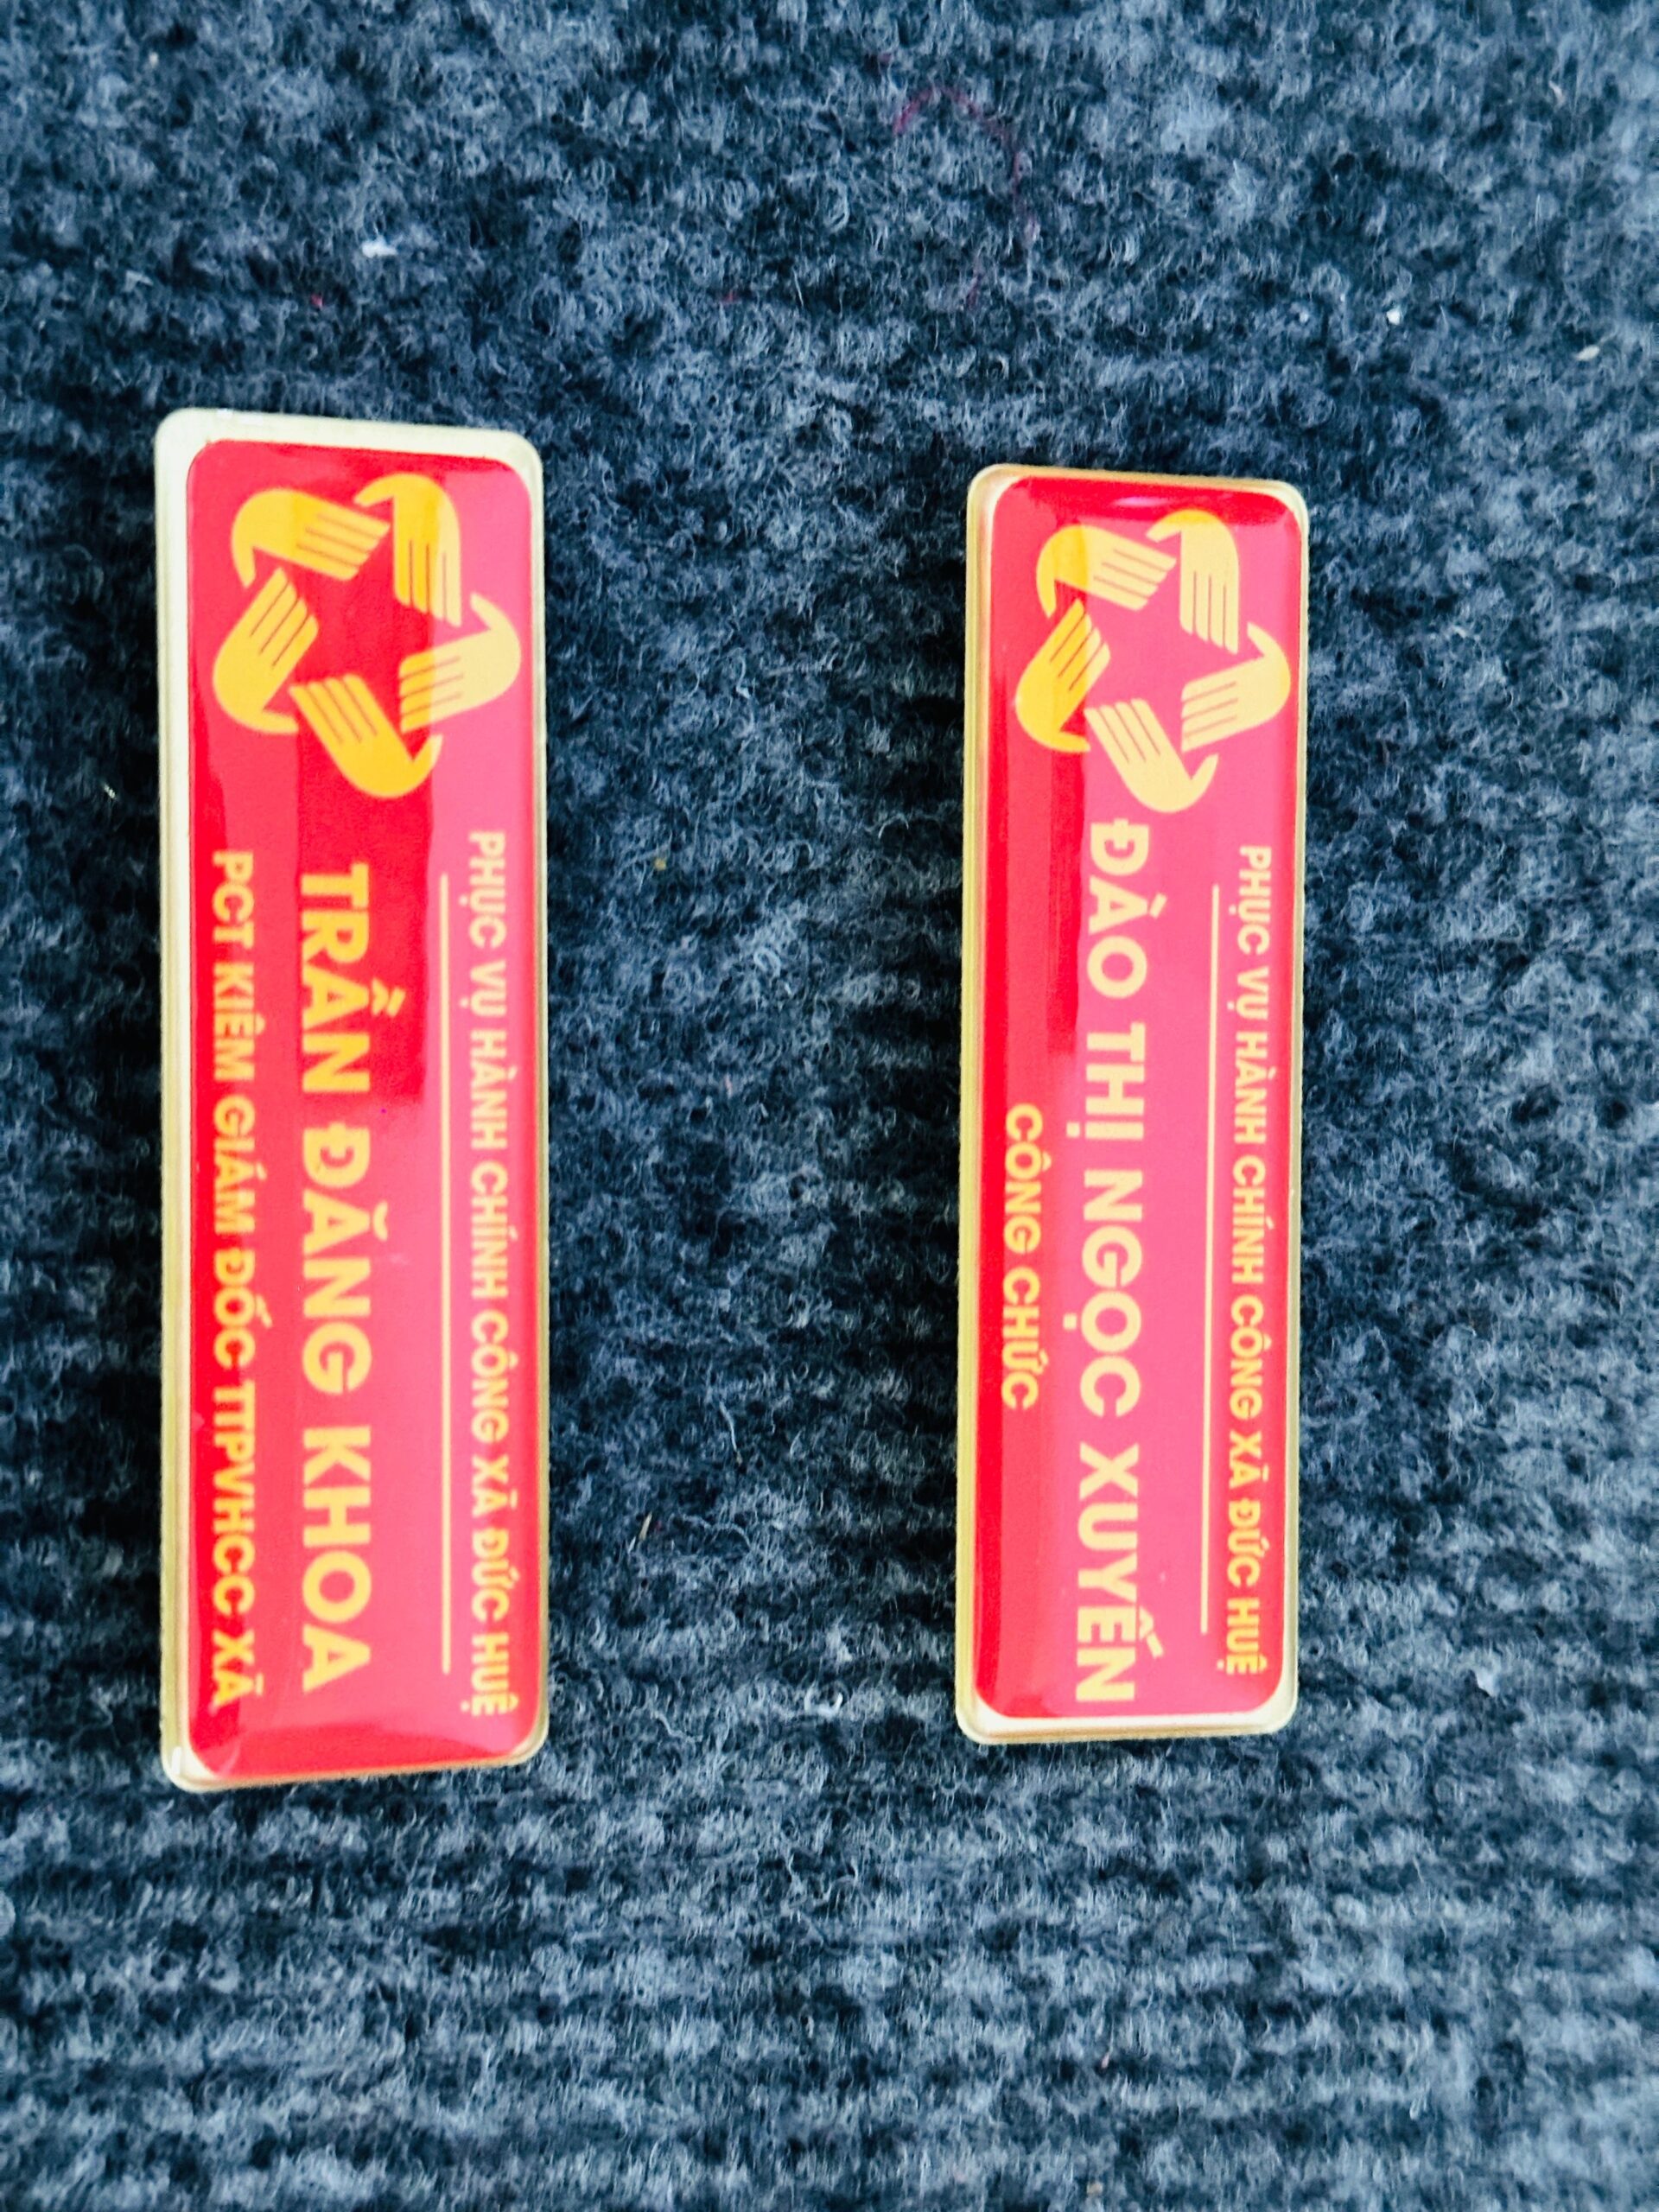 PHỤC VỤ HÀNH CHÍNH CÔNG XÃ ĐỨC HUỆ
TRẦN ĐĂNG KHOA
PCT KIÊM GIÁM ĐỐC TTPVHCC XÃ
PHỤC VỤ HÀNH CHÍNH CÔNG XÃ ĐỨC HUỆ
ĐÀO THỊ NGỌC XUYẾN
CÔNG CHỨC